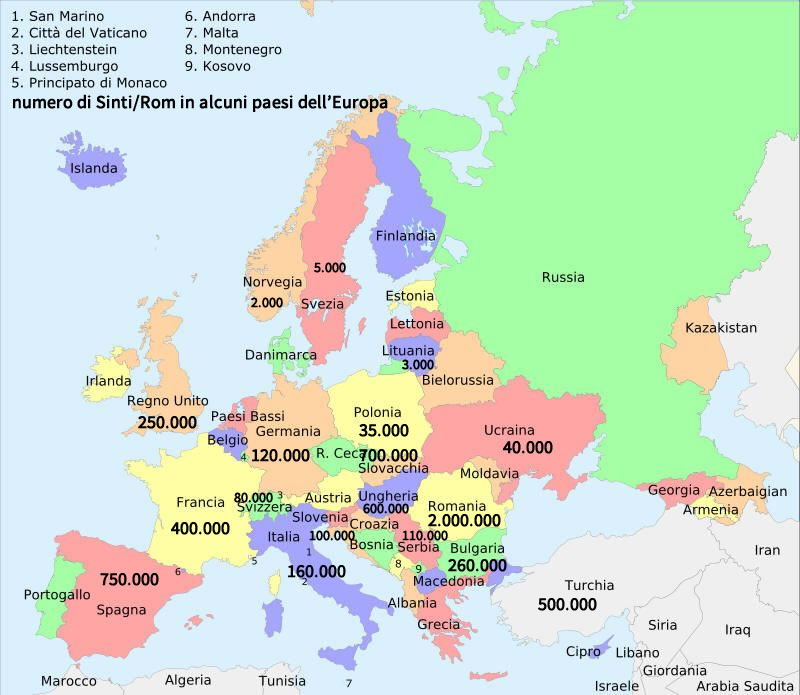 1. San Marino
2. Città del Vaticano
3. Liechtenstein
4. Lussemburgo
5. Principato di Monaco
6. Andorra
7. Malta
8. Montenegro
9. Kosovo
numero di Sinti/Rom in alcuni paesi dell'Europa
Islanda
Finlandia
5.000
Norvegia
2.000
Svezia
Russia
Estonia
Lettonia
Kazakistan
Danimarca
Lituania
3.000
Irlanda
Bielorussia
Regno Unito
250.000
Paesi Bassi
Belgio
4
Germania
120.000
Polonia
35.000
Ucraina
40.000
R. Ceca
700.000
Slovacchia
Moldavia
Francia
400.000
80.000
3
Svizzera
Austria
Ungheria
600.000
Romania
2.000.000
Georgia
Azerbaigian
Armenia
Slovenia
Croazia
100.000
Italia
1
160.000
2
5
Bosnia
110.000
Serbia
Bulgaria
260.000
8
9
Macedonia
Albania
Grecia
Iran
750.000
6
Spagna
Portogallo
Turchia
500.000
Siria
Iraq
Cipro
Libano
Giordania
Israele
Arabia Saudita
Marocco
Algeria
Tunisia
7